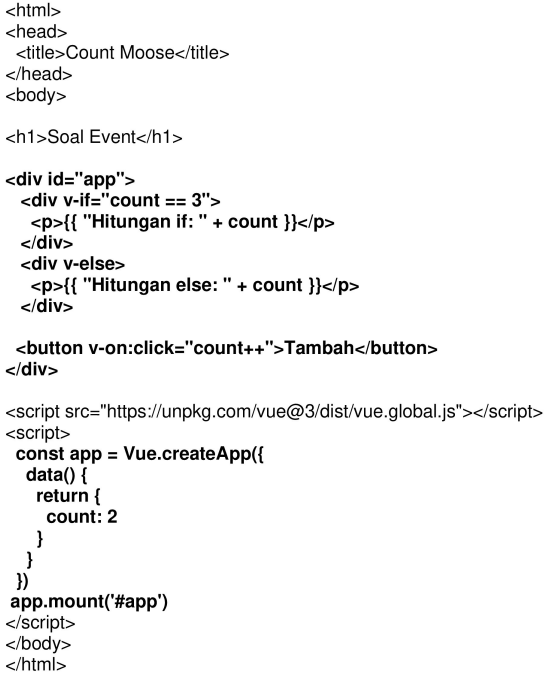 <html>
<head>
<title>Count Moose</title>
</head>
<body>
<h1>Soal Event</h1>
<div id="app">
<div v-if="count == 3">
<p>{{ "Hitungan if: " + count }}</p>
</div>
<div v-else>
<p>{{ "Hitungan else: " + count }}</p>
</div>
<button v-on:click="count++">Tambah</button>
</div>
<script src="https://unpkg.com/vue@3/dist/vue.global.js"></script>
<script>
const app = Vue.createApp({
data() {
return {
count: 2
}
}
})
app.mount('#app')
</script>
</body>
</html>